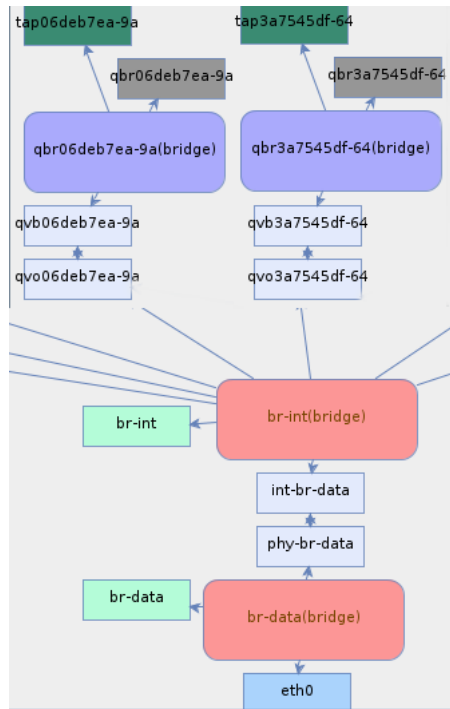 tap06deb7ea-9a
tap3a7545df-64
qbr06deb7ea-9a
qbr3a7545df-64
qbr06deb7ea-9a(bridge)
qbr3a7545df-64(bridge)
qvb06deb7ea-9a
qvb3a7545df-64
qvo06deb7ea-9a
qvo3a7545df-64
br-int(bridge)
br-int
int-br-data
phy-br-data
br-data
br-data(bridge)
eth0